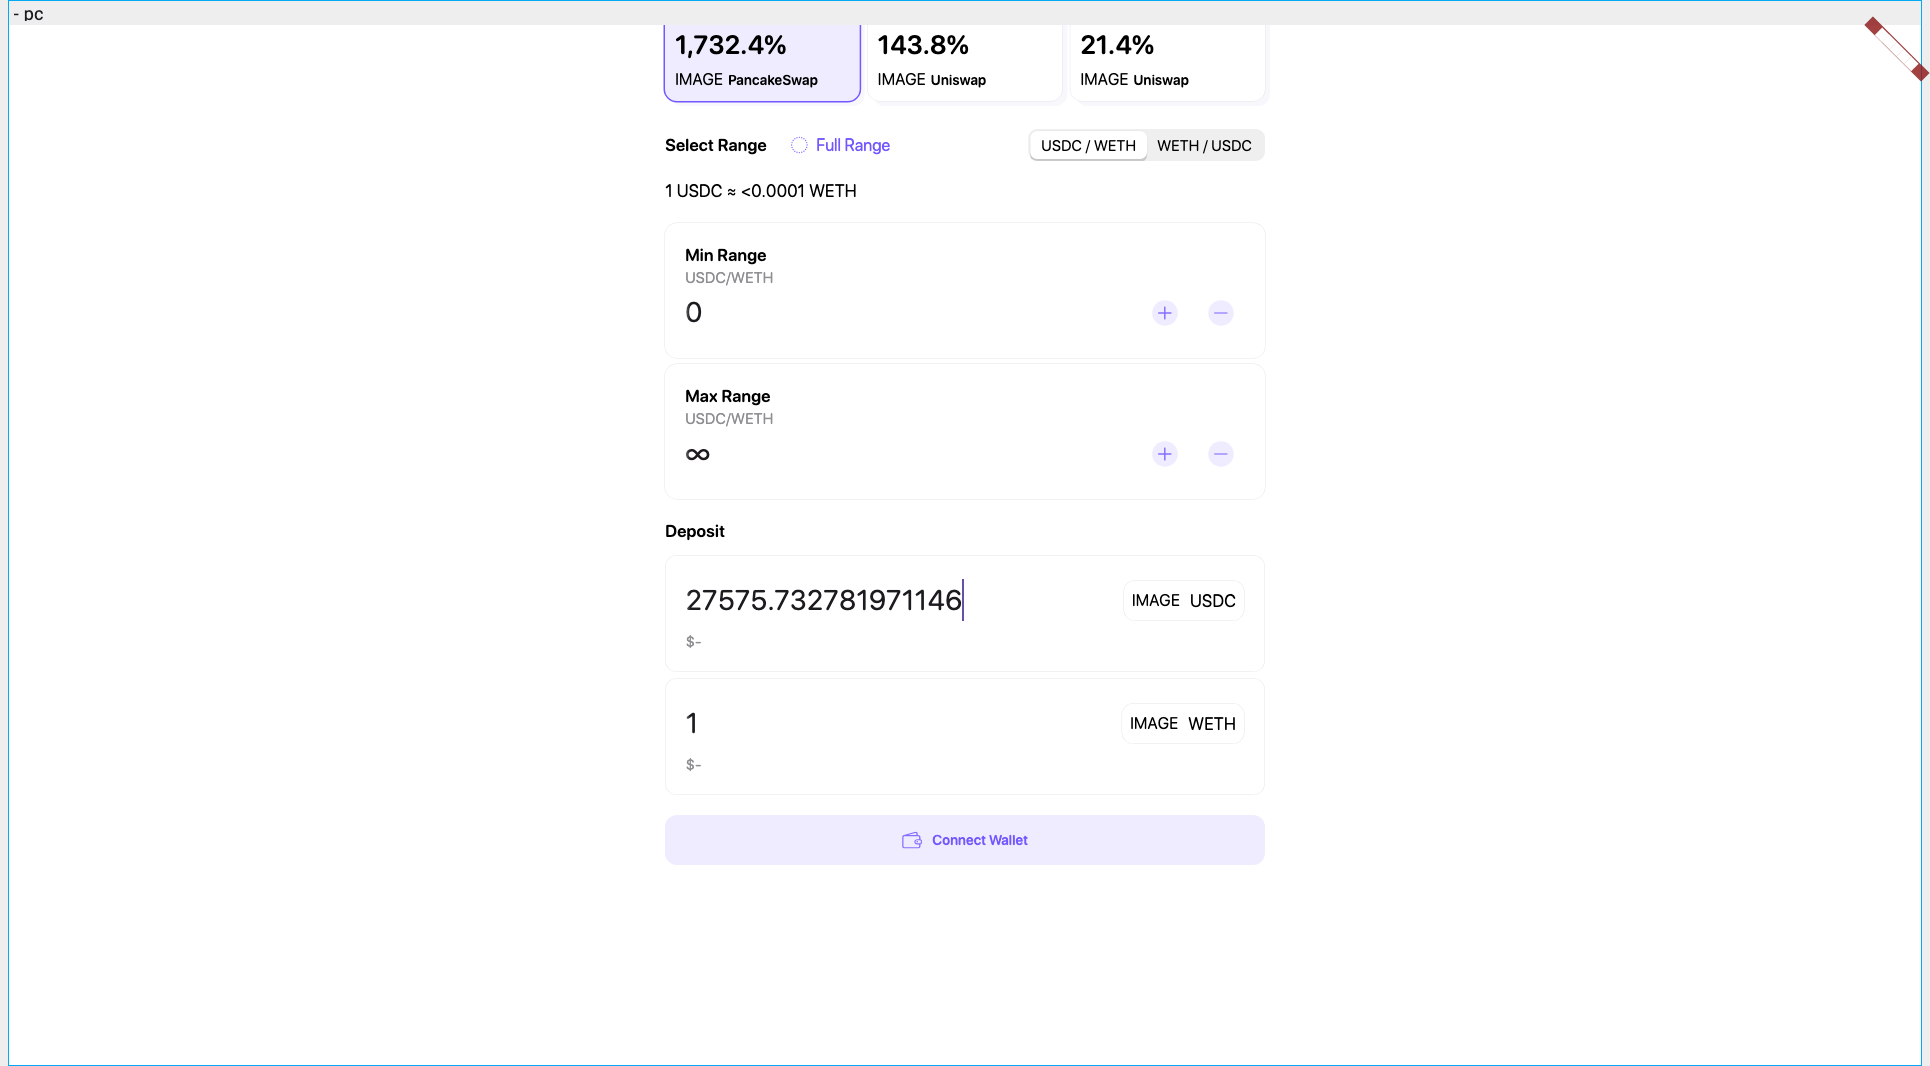 - pc
1,732.4% 143.8% 21.4%
IMAGE PancakeSwap IMAGE Uniswap IMAGE Uniswap
Select Range Full Range USDC / WETH WETH / USDC
1 USDC ≈ <0.0001 WETH
Min Range
USDC/WETH
0
Max Range
USDC/WETH
∞
Deposit
27575.732781971146 IMAGE USDC
$-
1 IMAGE WETH
$-
Connect Wallet